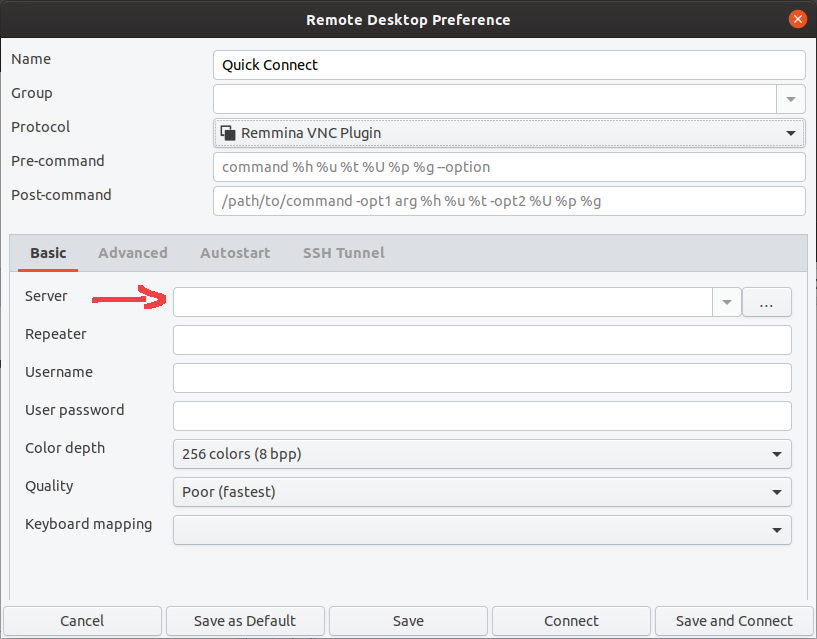 Remote Desktop Preference
Name Quick Connect
Group
Protocol Remmina VNC Plugin
Pre-command command %h %u %t %U %p %g --option
Post-command /path/to/command -opt1 arg %h %u %t -opt2 %U %p %g
Basic Advanced Autostart SSH Tunnel
Server ...
Repeater
Username
User password
Color depth 256 colors (8 bpp)
Quality Poor (fastest)
Keyboard mapping
Cancel Save as Default Save Connect Save and Connect